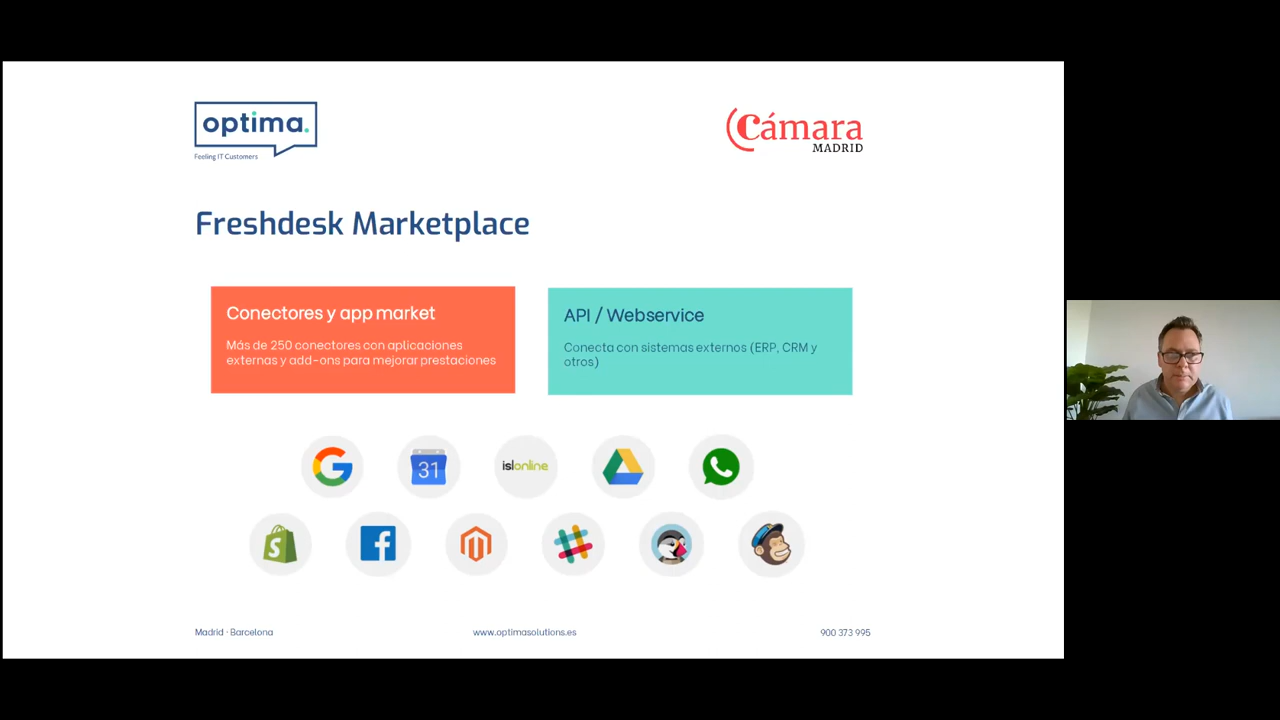 optima.
Feeling IT Customers
Cámara
MADRID
Freshdesk Marketplace
Conectores y app market
Más de 250 conectores con aplicaciones
externas y add-ons para mejorar prestaciones
API / Webservice
Conecta con sistemas externos (ERP, CRM y
otros)
31
islonline
Madrid · Barcelona
www.optimasolutions.es
900 373 995